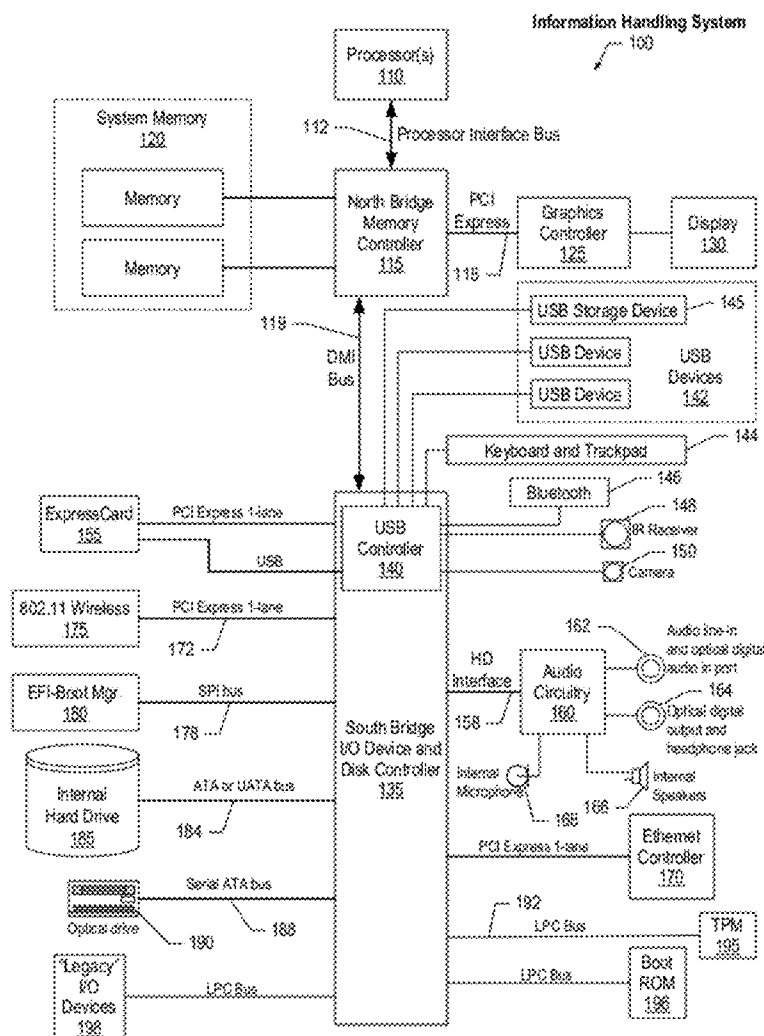 Information Handling System
100
Processor(s)
110
System Memory
120
112
Processor Interface Bus
Memory
Memory
North Bridge
Memory
Controller
115
PCI
Express
118
Graphics
Controller
125
Display
130
119
DMI
Bus
USB Storage Device
145
USB Device
USB Device
USB
Devices
142
Keyboard and Trackpad
144
Bluetooth
146
IR Receiver
148
Camera
150
ExpressCard
155
PCI Express 1-lane
USB
USB
Controller
140
802.11 Wireless
175
PCI Express 1-lane
172
EFI-Boot Mgr.
180
SPI bus
178
Internal
Hard Drive
185
ATA or UATA bus
184
South Bridge
I/O Device and
Disk Controller
135
HD
Interface
158
Audio
Circuitry
160
162
Audio line-in
and optical digital
audio in port
164
Optical digital
output and
headphone jack
Internal
Microphone
168
166
Internal
Speakers
PCI Express 1-lane
Ethernet
Controller
170
Optical drive
190
Serial ATA bus
188
192
LPC Bus
TPM
195
"Legacy"
I/O
Devices
198
LPC Bus
LPC Bus
Boot
ROM
196